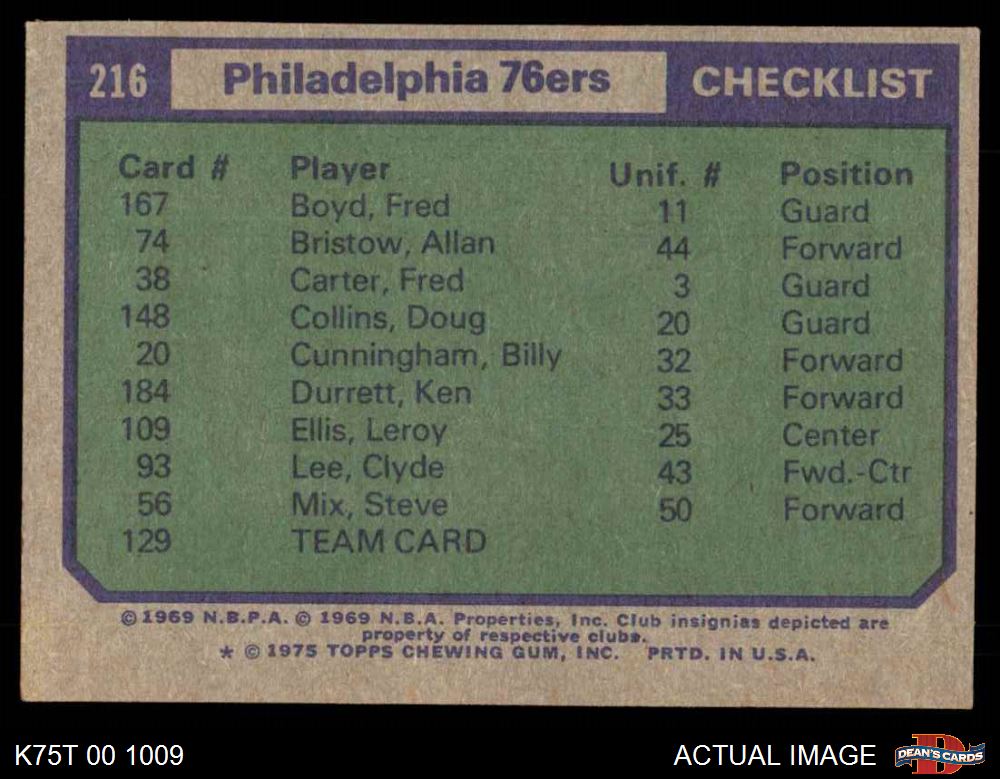 216 Philadelphia 76ers CHECKLIST
Card # Player Unif. # Position
167 Boyd, Fred 11 Guard
74 Bristow, Allan 44 Forward
38 Carter, Fred 3 Guard
148 Collins, Doug 20 Guard
20 Cunningham, Billy 32 Forward
184 Durrett, Ken 33 Forward
109 Ellis, Leroy 25 Center
93 Lee, Clyde 43 Fwd.-Ctr
56 Mix, Steve 50 Forward
129 TEAM CARD
© 1969 N.B.P.A. © 1969 N.B.A. Properties, Inc. Club insignias depicted are
property of respective clubs.
* © 1975 TOPPS CHEWING GUM, INC. PRTD. IN U.S.A.
K75T 00 1009 ACTUAL IMAGE DEAN'S CARDS